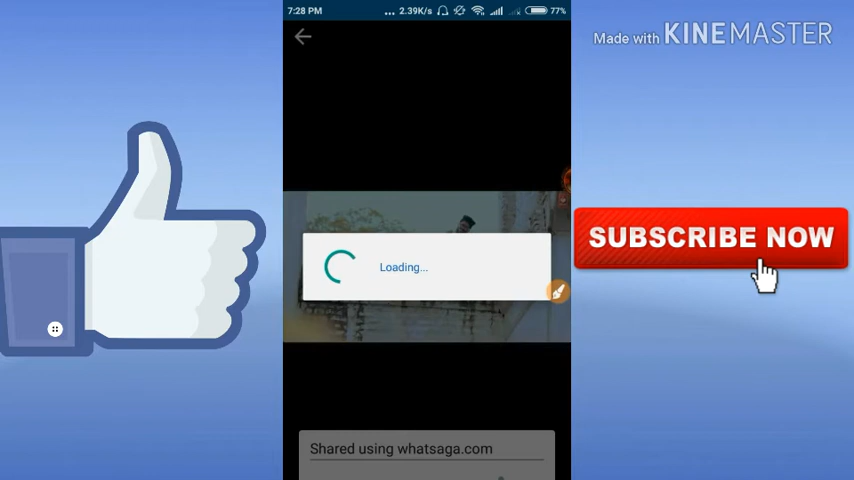 7:28 PM ... 2.39K/s 77%
Made with KINEMASTER
SUBSCRIBE NOW
Loading...
Shared using whatsaga.com